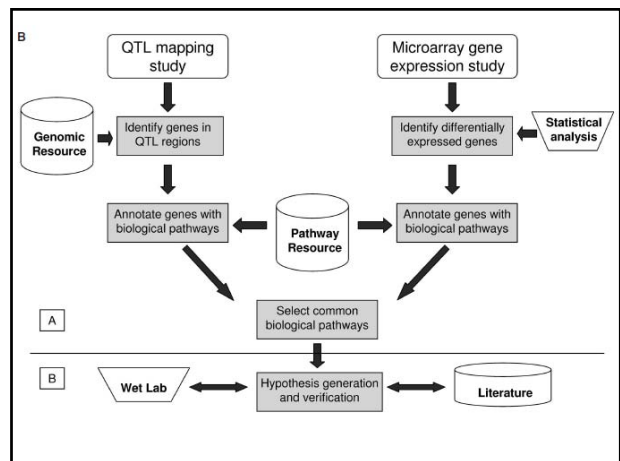 B
QTL mapping
study
Microarray gene
expression study
Genomic
Resource
Identify genes in
QTL regions
Identify differentially
expressed genes
Statistical
analysis
Annotate genes with
biological pathways
Pathway
Resource
Annotate genes with
biological pathways
A
Select common
biological pathways
B
Wet Lab
Hypothesis generation
and verification
Literature